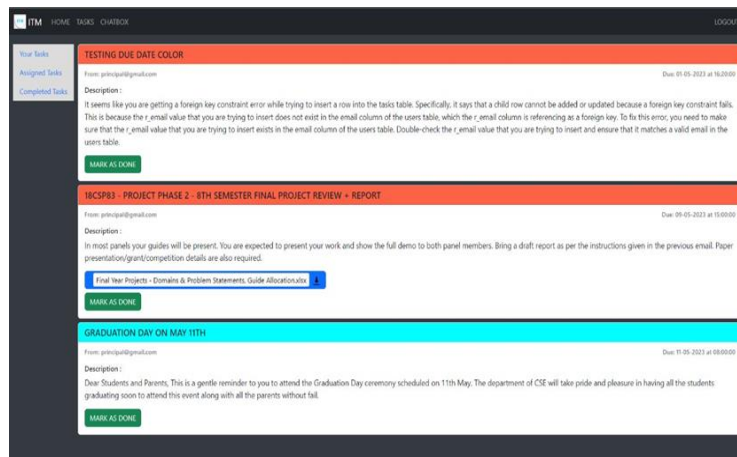 ITM HOME TASKS CHATBOX LOGOUT
Your Tasks
Assigned Tasks
Completed Tasks
TESTING DUE DATE COLOR
From: principal@gmail.com Due: 01-05-2023 at 16:20:00
Description :
It seems like you are getting a foreign key constraint error while trying to insert a row into the tasks table. Specifically, it says that a child row cannot be added or updated because a foreign key constraint fails.
This is because the r_email value that you are trying to insert does not exist in the email column of the users table, which the r_email column is referencing as a foreign key. To fix this error, you need to make
sure that the r_email value that you are trying to insert exists in the email column of the users table. Double-check the r_email value that you are trying to insert and ensure that it matches a valid email in the
users table.
MARK AS DONE
18CSP83 - PROJECT PHASE 2 - 8TH SEMESTER FINAL PROJECT REVIEW + REPORT
From: principal@gmail.com Due: 09-05-2023 at 15:00:00
Description :
In most panels your guides will be present. You are expected to present your work and show the full demo to both panel members. Bring a draft report as per the instructions given in the previous email. Paper
presentation/grant/competition details are also required.
Final Year Projects - Domains & Problem Statements, Guide Allocation.xlsx
MARK AS DONE
GRADUATION DAY ON MAY 11TH
From: principal@gmail.com Due: 11-05-2023 at 08:00:00
Description :
Dear Students and Parents, This is a gentle reminder to you to attend the Graduation Day ceremony scheduled on 11th May. The department of CSE will take pride and pleasure in having all the students
graduating soon to attend this event along with all the parents without fail.
MARK AS DONE